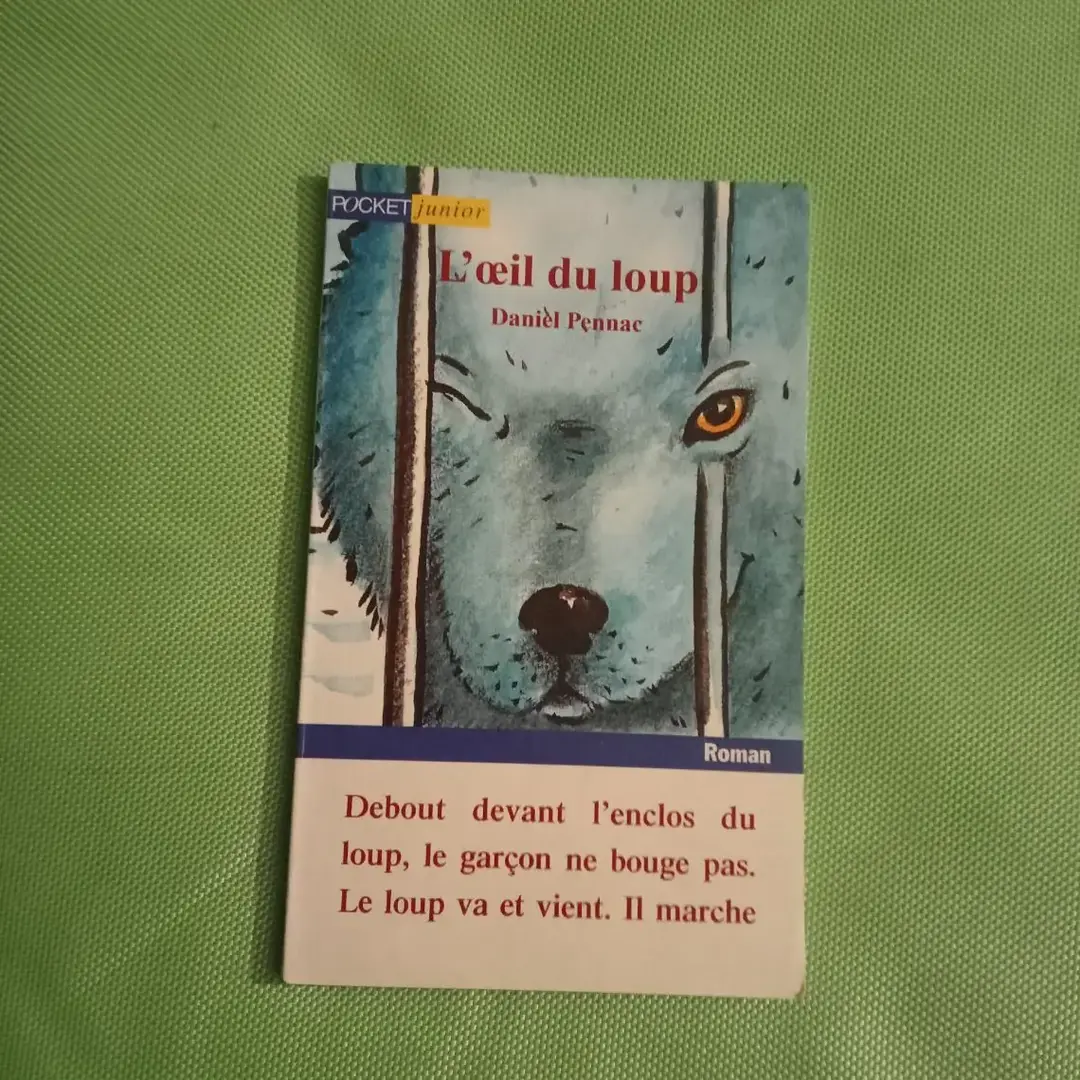 POCKET junior
L'œil du loup
Daniel Pennac
Roman
Debout devant l'enclos du
loup, le garçon ne bouge pas.
Le loup va et vient. Il marche